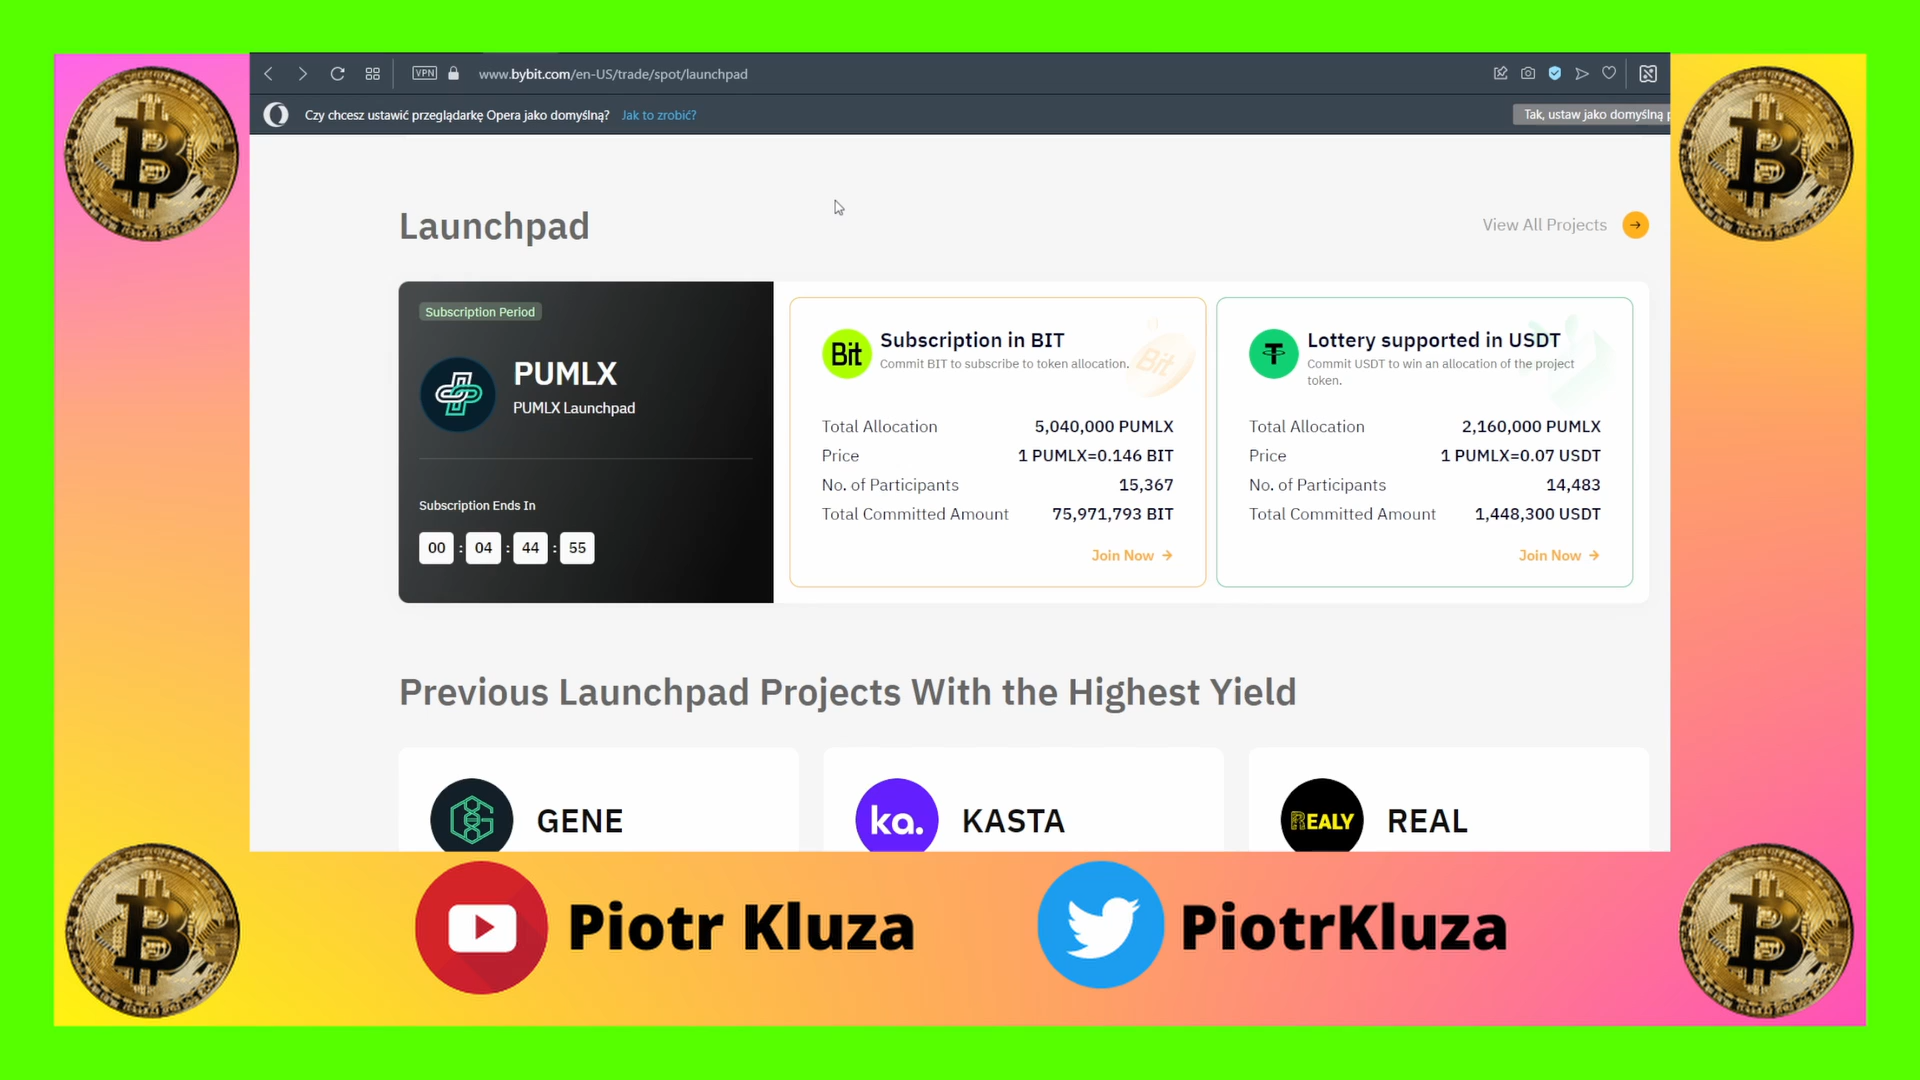 VPN
www.bybit.com/en-US/trade/spot/launchpad
Czy chcesz ustawić przeglądarkę Opera jako domyślną? Jak to zrobić?
Tak, ustaw jako domyślną
Launchpad
View All Projects
Subscription Period
PUMLX
PUMLX Launchpad
Subscription Ends In
00 : 04 : 44 : 55
Bit
Subscription in BIT
Commit BIT to subscribe to token allocation.
Bit
Total Allocation 5,040,000 PUMLX
Price 1 PUMLX=0.146 BIT
No. of Participants 15,367
Total Committed Amount 75,971,793 BIT
Join Now →
Lottery supported in USDT
Commit USDT to win an allocation of the project
token.
Total Allocation 2,160,000 PUMLX
Price 1 PUMLX=0.07 USDT
No. of Participants 14,483
Total Committed Amount 1,448,300 USDT
Join Now →
Previous Launchpad Projects With the Highest Yield
GENE
ka.
KASTA
REALY
REAL
Piotr Kluza
PiotrKluza